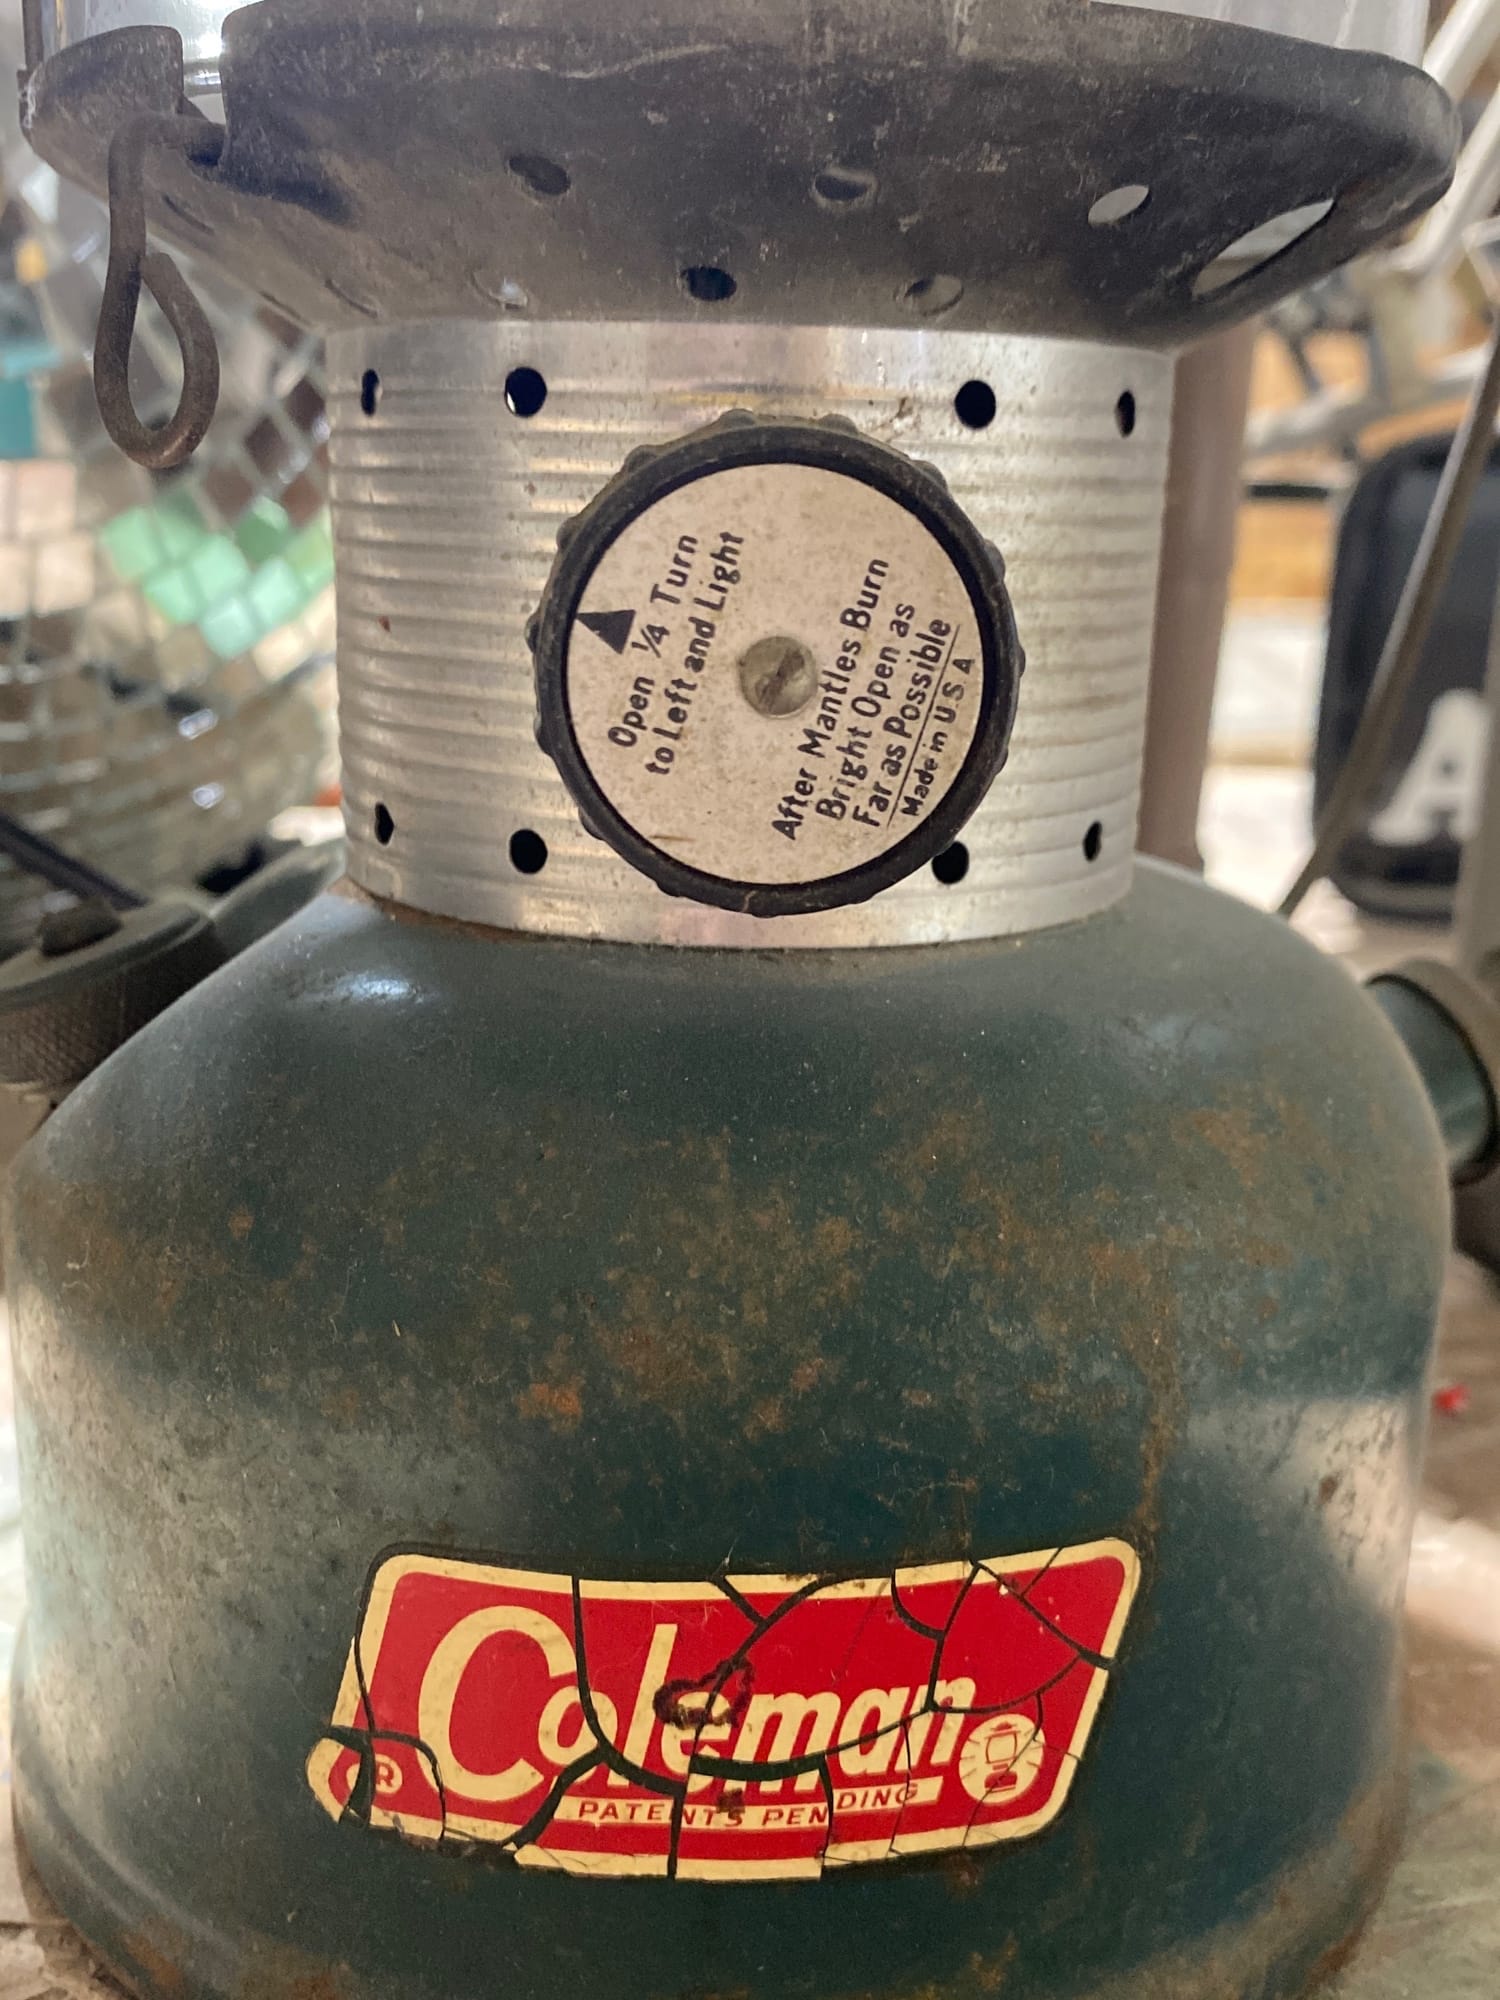 Open 1/4 Turn
to Left and Light
After Mantles Burn
Bright Open as
Far as Possible
Made in U S A
A
Coleman
R
PATENTS PENDING